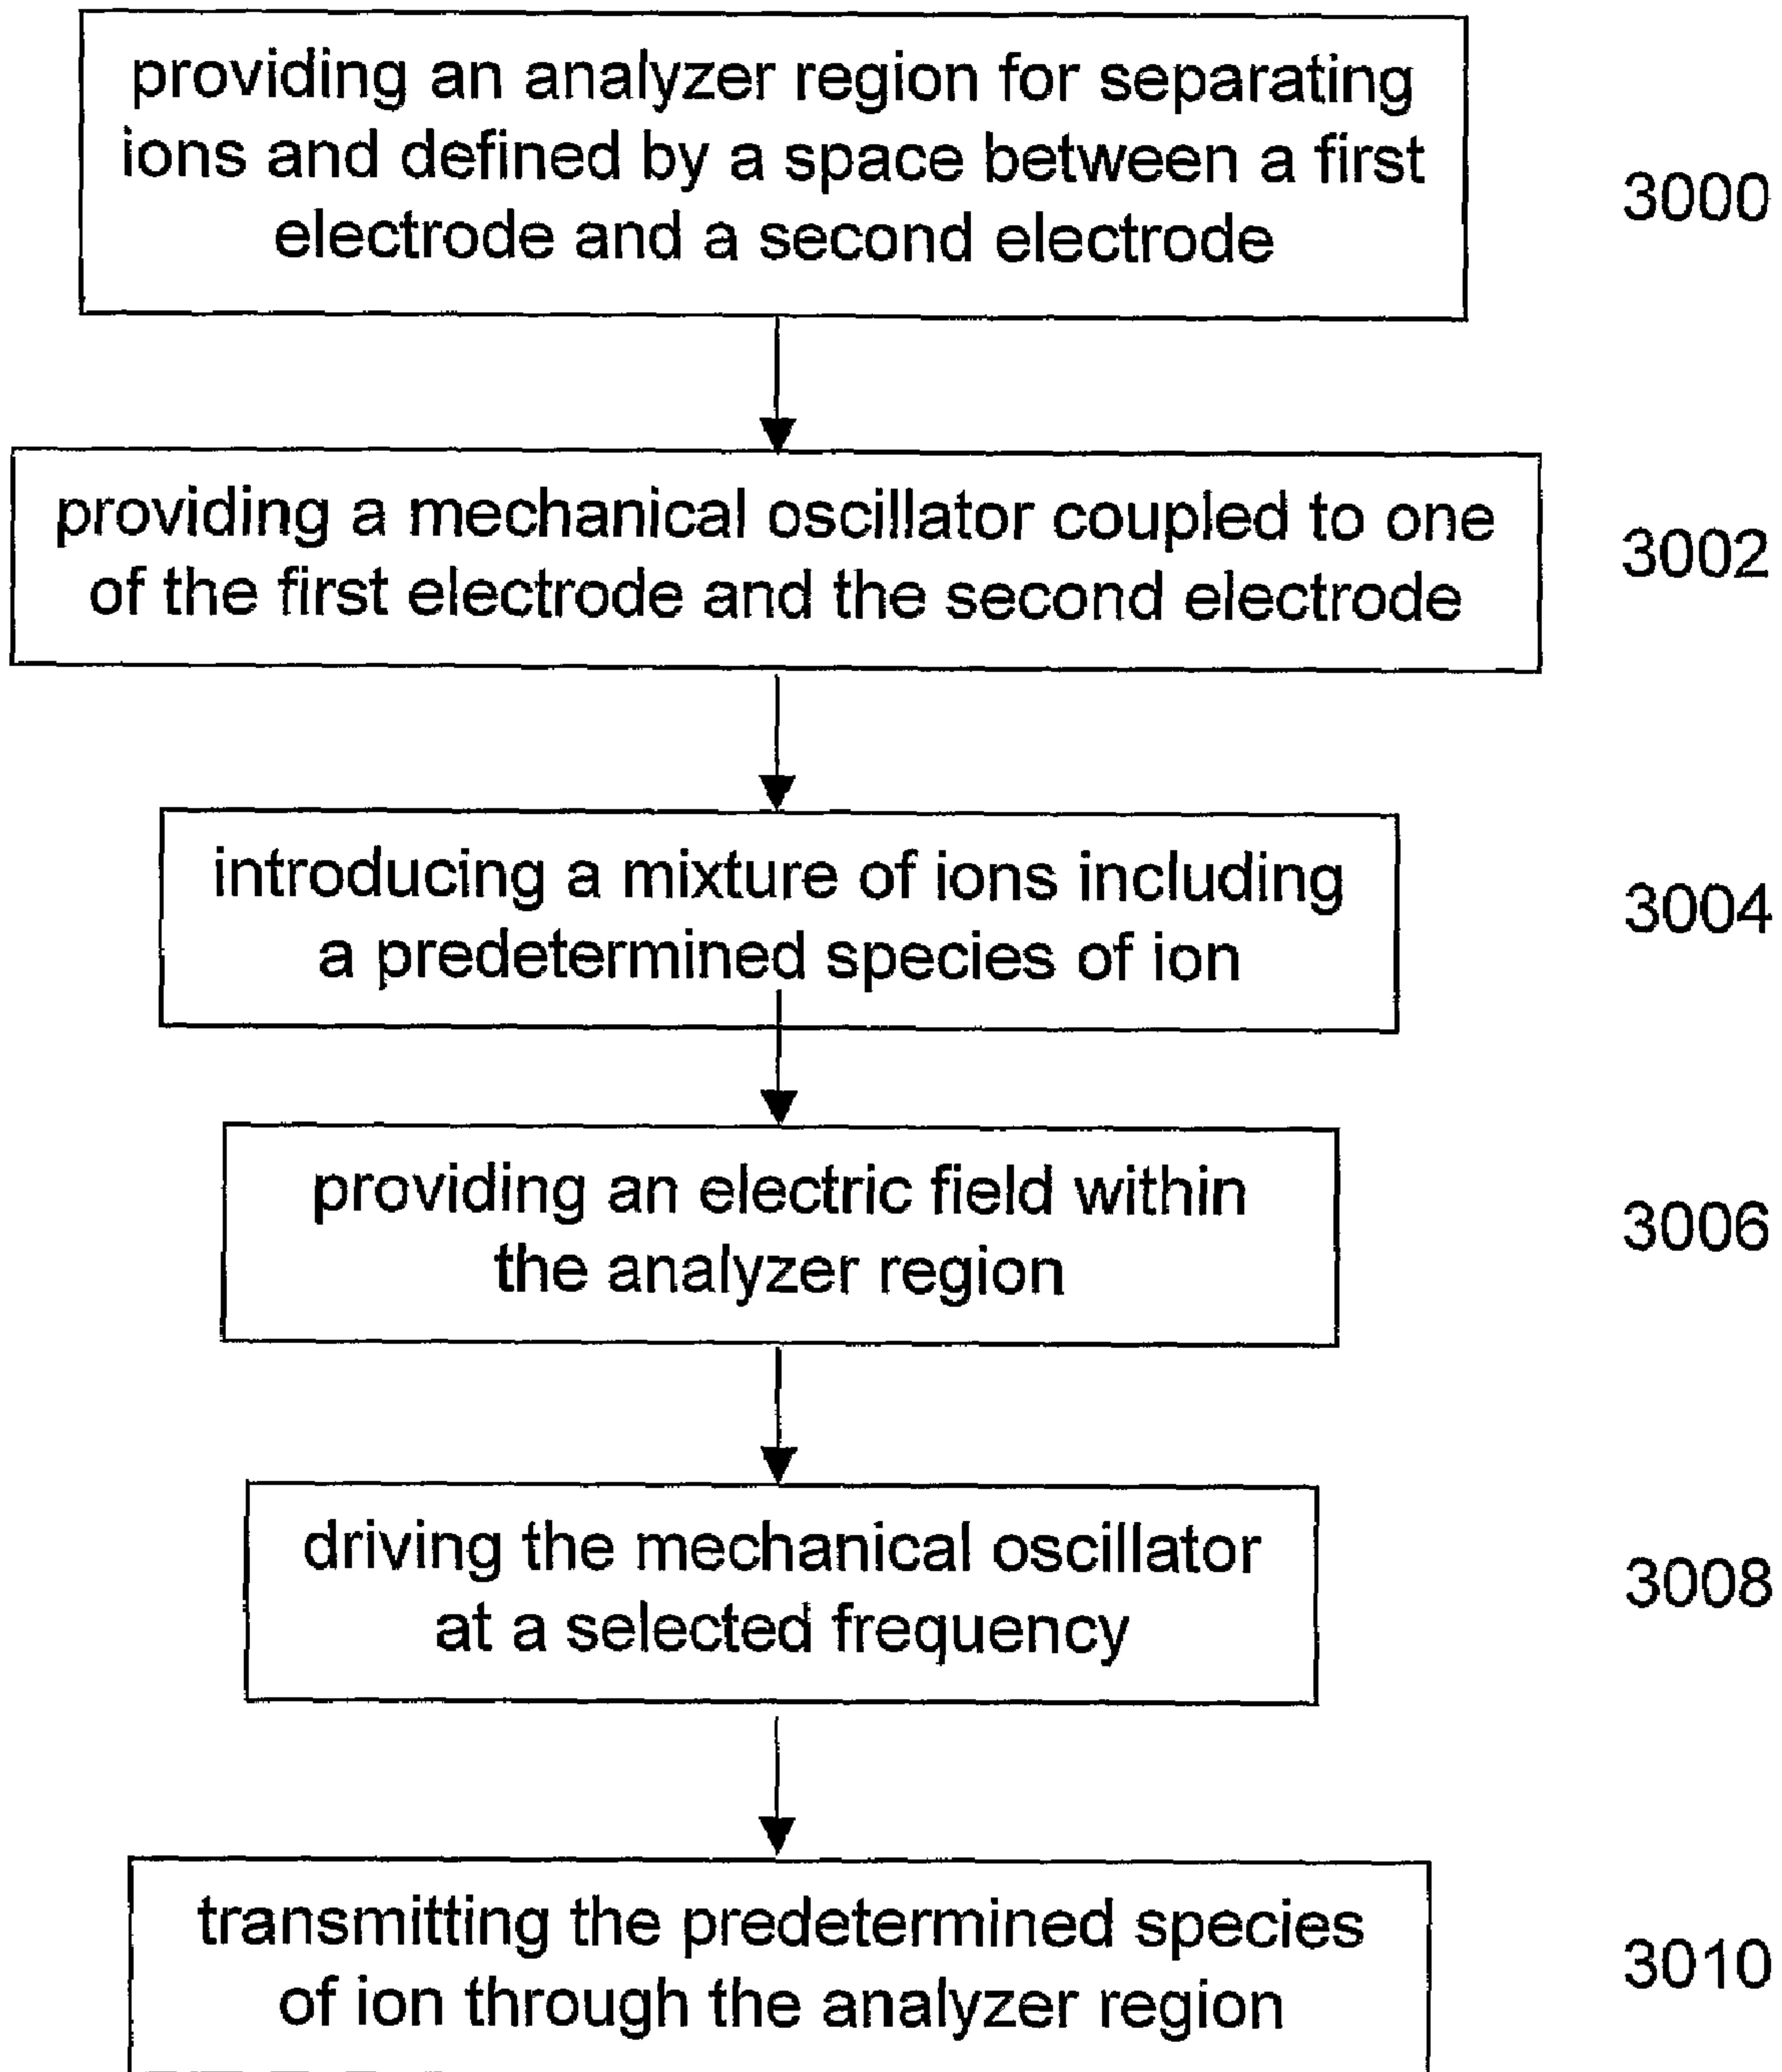 providing an analyzer region for separating
ions and defined by a space between a first
electrode and a second electrode
3000
providing a mechanical oscillator coupled to one
of the first electrode and the second electrode
3002
introducing a mixture of ions including
a predetermined species of ion
3004
providing an electric field within
the analyzer region
3006
driving the mechanical oscillator
at a selected frequency
3008
transmitting the predetermined species
of ion through the analyzer region
3010